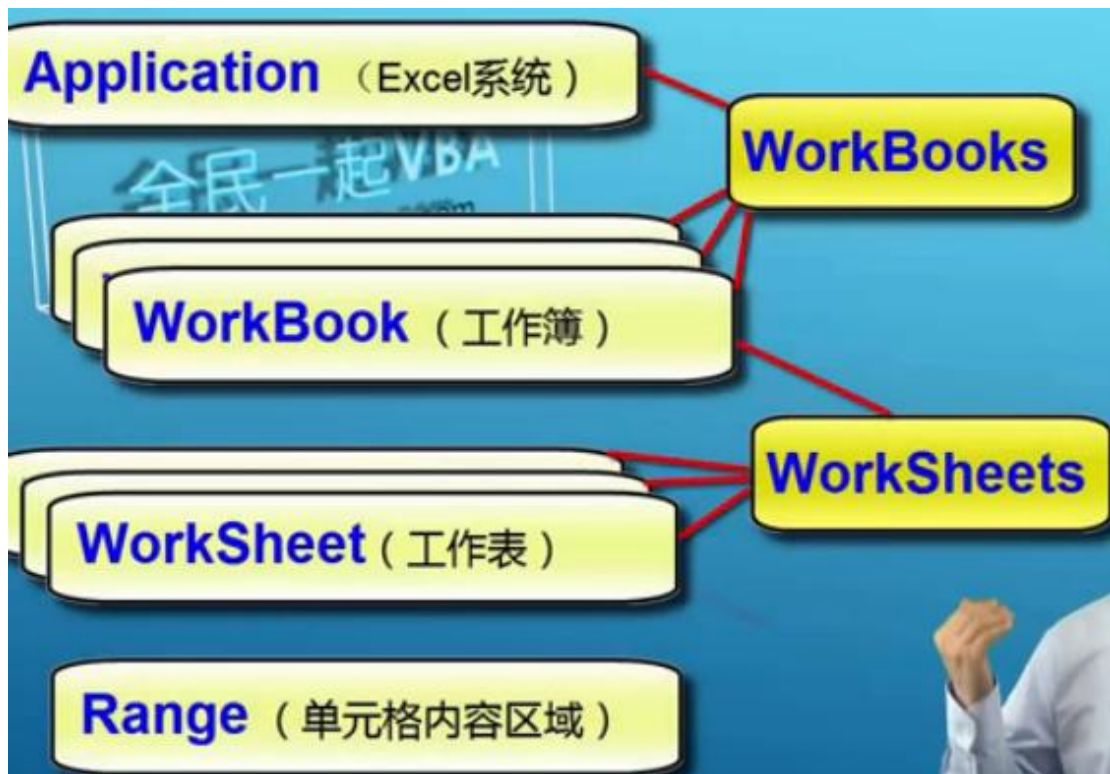 Application （Excel系统）
WorkBooks
全民一起VBA
WorkBook （工作簿）
WorkSheets
WorkSheet（工作表）
Range （单元格内容区域）